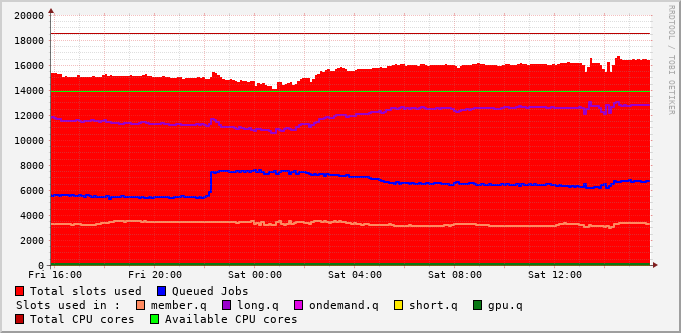 RRDTOOL / TOBI OETIKER
20000
18000
16000
14000
12000
10000
8000
6000
4000
2000
0
Fri 16:00 Fri 20:00 Sat 00:00 Sat 04:00 Sat 08:00 Sat 12:00
Total slots used Queued Jobs
Slots used in : member.q long.q ondemand.q short.q gpu.q
Total CPU cores Available CPU cores